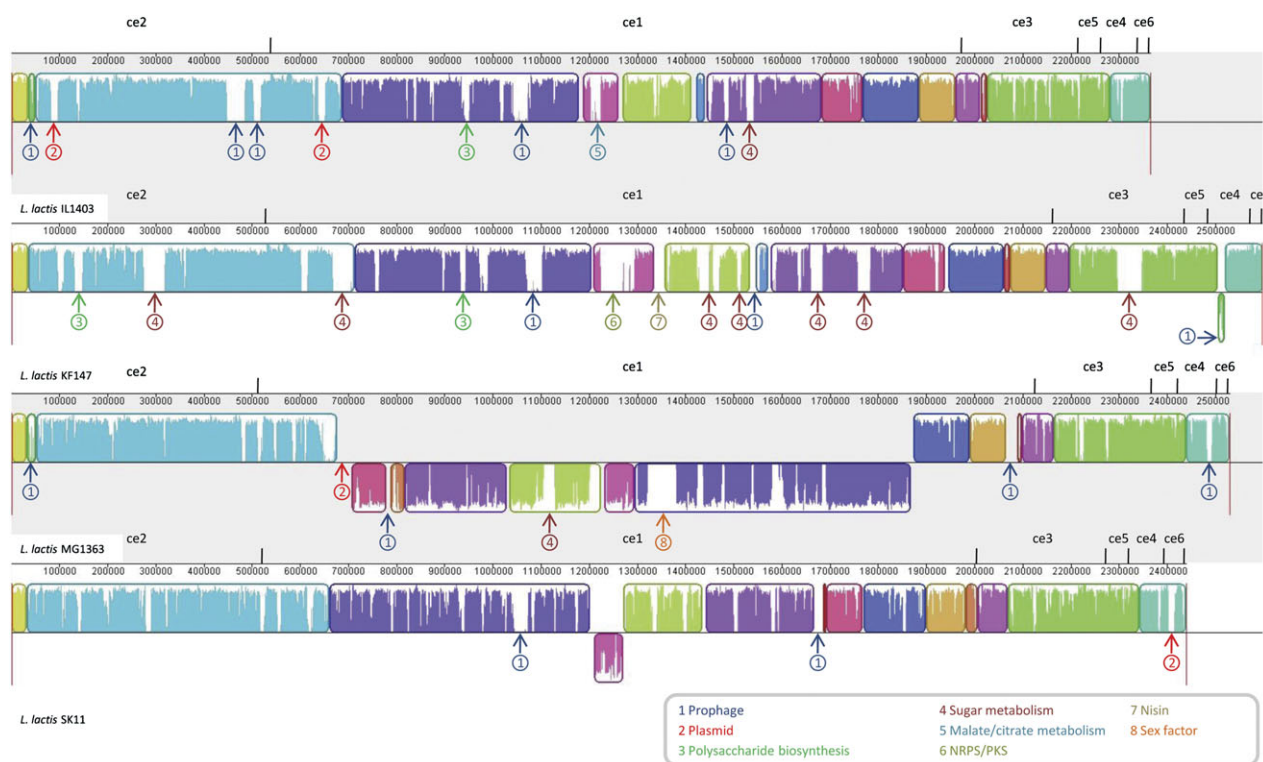 ce2 ce1 ce3 ce5 ce4 ce6
100000 200000 300000 400000 500000 600000 700000 800000 900000 1000000 1100000 1200000 1300000 1400000 1500000 1600000 1700000 1800000 1900000 2000000 2100000 2200000 2300000
1 2 1 1 2 3 1 5 1 4
L. lactis IL1403
ce2 ce1 ce3 ce5 ce4 ce
100000 200000 300000 400000 500000 600000 700000 800000 900000 1000000 1100000 1200000 1300000 1400000 1500000 1600000 1700000 1800000 1900000 2000000 2100000 2200000 2300000 2400000 2500000
3 4 4 3 1 6 7 4 4 1 4 4 4
1
L. lactis KF147
ce2 ce1 ce3 ce5 ce4 ce6
100000 200000 300000 400000 500000 600000 700000 800000 900000 1000000 1100000 1200000 1300000 1400000 1500000 1600000 1700000 1800000 1900000 2000000 2100000 2200000 2300000 2400000 250000
1 2 1 1
1 4 8
L. lactis MG1363
ce2 ce1 ce3 ce5 ce4 ce6
100000 200000 300000 400000 500000 600000 700000 800000 900000 1000000 1100000 1200000 1300000 1400000 1500000 1600000 1700000 1800000 1900000 2000000 2100000 2200000 2300000 2400000
1 1 2
L. lactis SK11
1 Prophage 4 Sugar metabolism 7 Nisin
2 Plasmid 5 Malate/citrate metabolism 8 Sex factor
3 Polysaccharide biosynthesis 6 NRPS/PKS